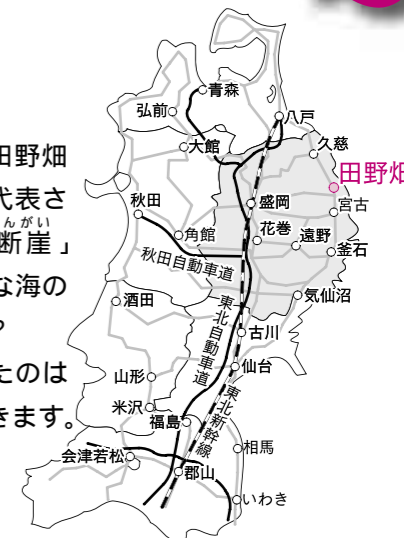 田野畑
代表さ
んがい
断崖」
な海の
たのは
きます。
青森
弘前
八戸
大館
久慈
田野畑
秋田
盛岡
宮古
角館
花巻
遠野
釜石
秋田自動車道
気仙沼
酒田
東北自動車道
古川
仙台
山形
米沢
福島
東北新幹線
会津若松
相馬
郡山
いわき